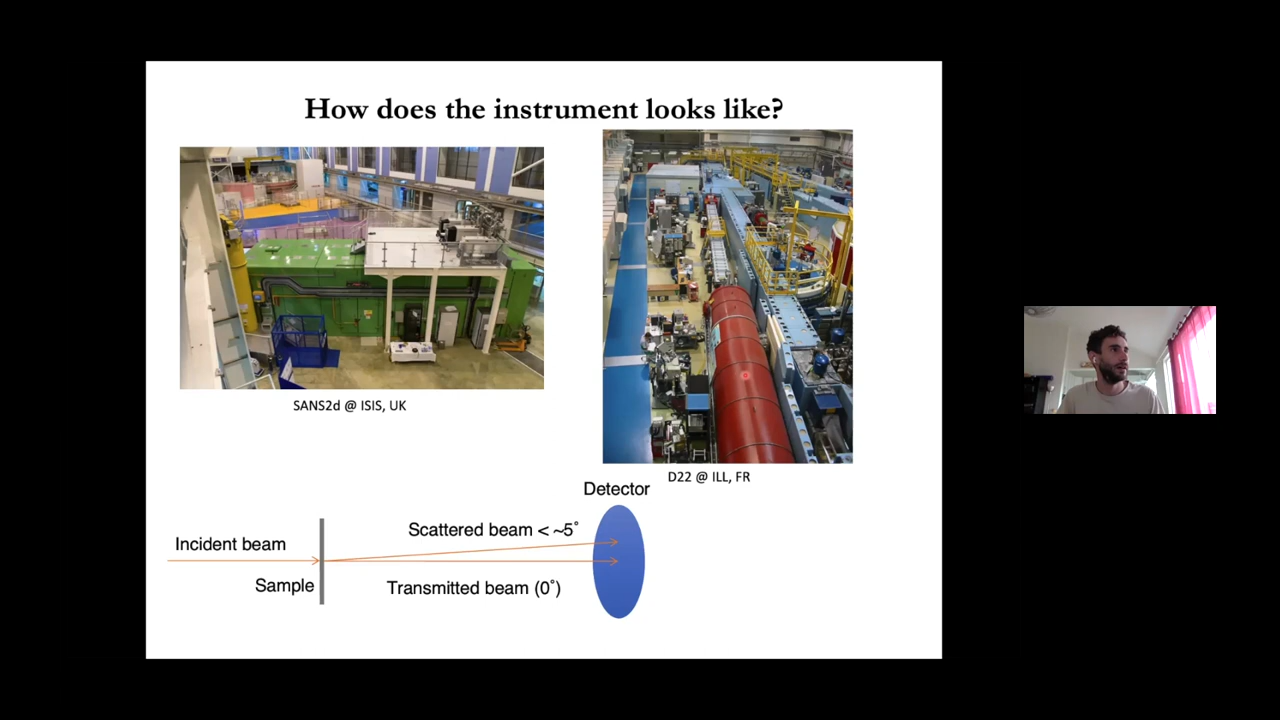 How does the instrument looks like?
SANS2d @ ISIS, UK
D22 @ ILL, FR
Detector
Scattered beam < ~5°
Incident beam
Sample
Transmitted beam (0°)